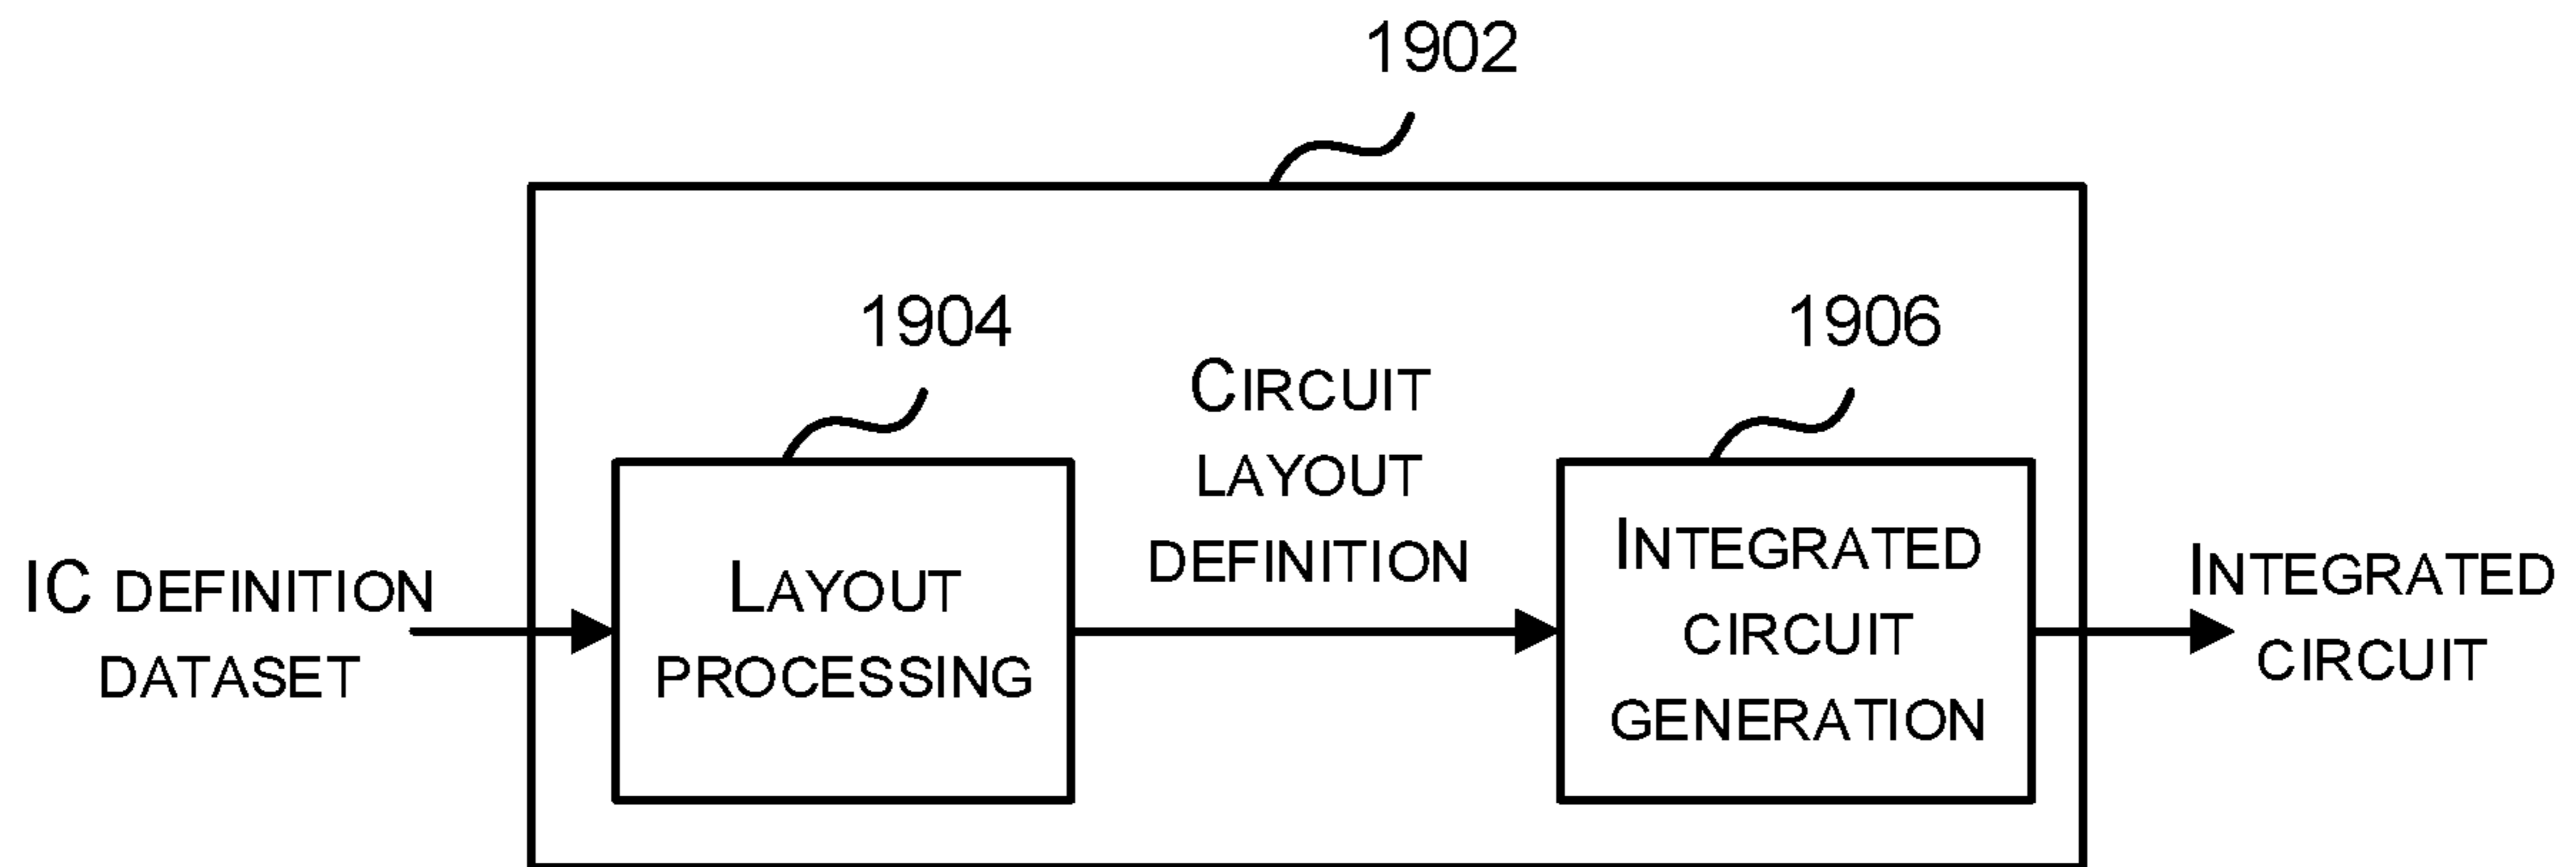 1902
1904
1906
CIRCUIT
LAYOUT
DEFINITION
IC DEFINITION
DATASET
LAYOUT
PROCESSING
INTEGRATED
CIRCUIT
GENERATION
INTEGRATED
CIRCUIT